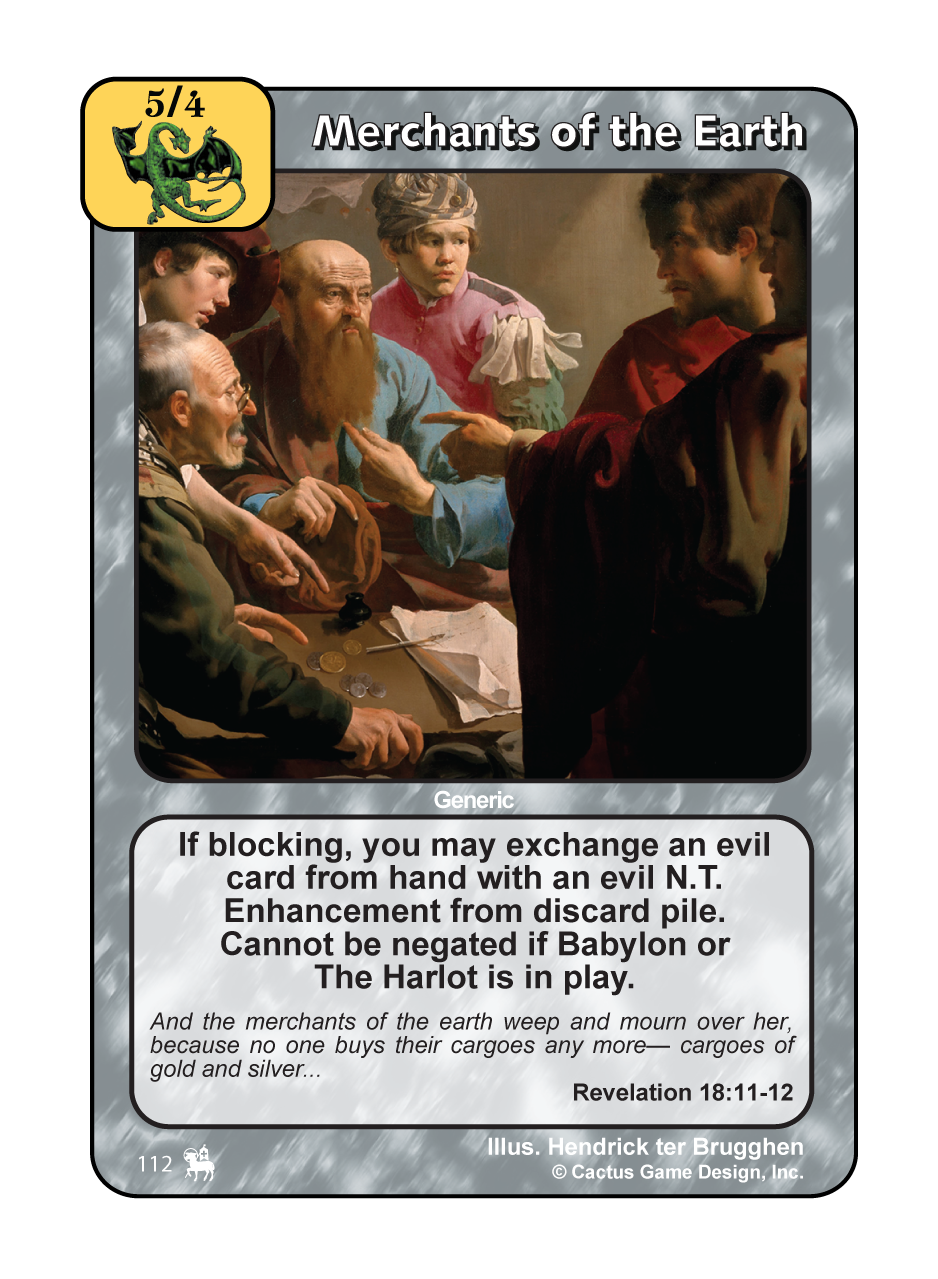 5/4
Merchants of the Earth
Generic
If blocking, you may exchange an evil
card from hand with an evil N.T.
Enhancement from discard pile.
Cannot be negated if Babylon or
The Harlot is in play.
And the merchants of the earth weep and mourn over her,
because no one buys their cargoes any more— cargoes of
gold and silver...
Revelation 18:11-12
Illus. Hendrick ter Brugghen
112
© Cactus Game Design, Inc.